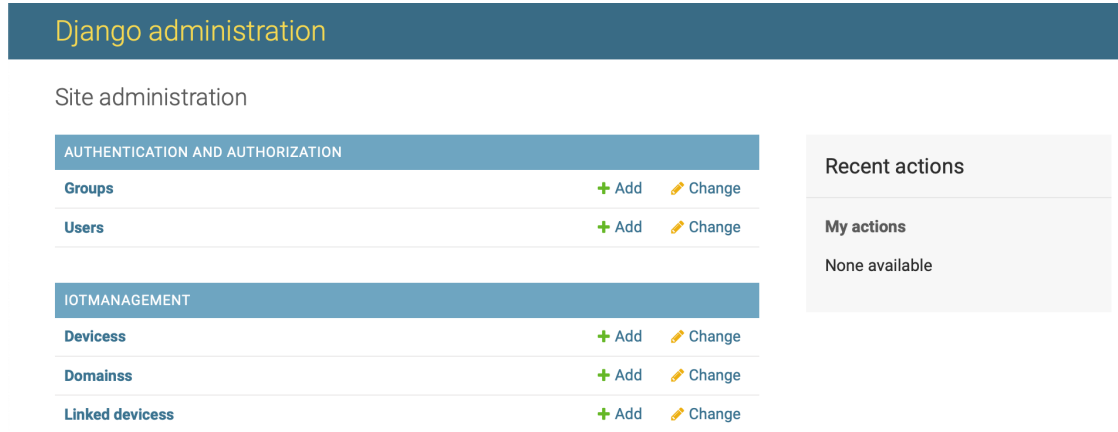 Django administration
Site administration
AUTHENTICATION AND AUTHORIZATION
Groups Add Change
Users Add Change
IOTMANAGEMENT
Devicess Add Change
Domainss Add Change
Linked devicess Add Change
Recent actions
My actions
None available